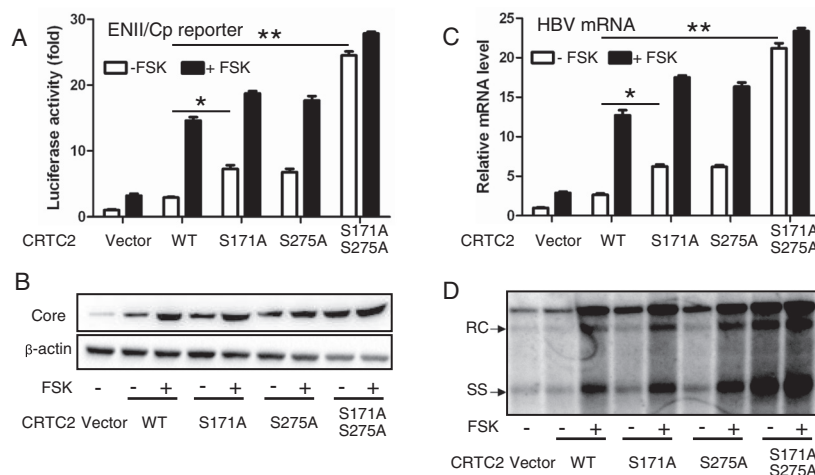 A
ENII/Cp reporter
**
-FSK + FSK
*
Luciferase activity (fold)
30
20
10
0
CRTC2 Vector WT S171A S275A S171A
S275A
B
Core
β-actin
FSK - - + - + - + - +
CRTC2 Vector WT S171A S275A S171A
S275A
C
HBV mRNA
**
- FSK + FSK
*
Relative mRNA level
25
20
15
10
5
0
CRTC2 Vector WT S171A S275A S171A
S275A
D
RC
SS
FSK - - + - + - + - +
CRTC2 Vector WT S171A S275A S171A
S275A